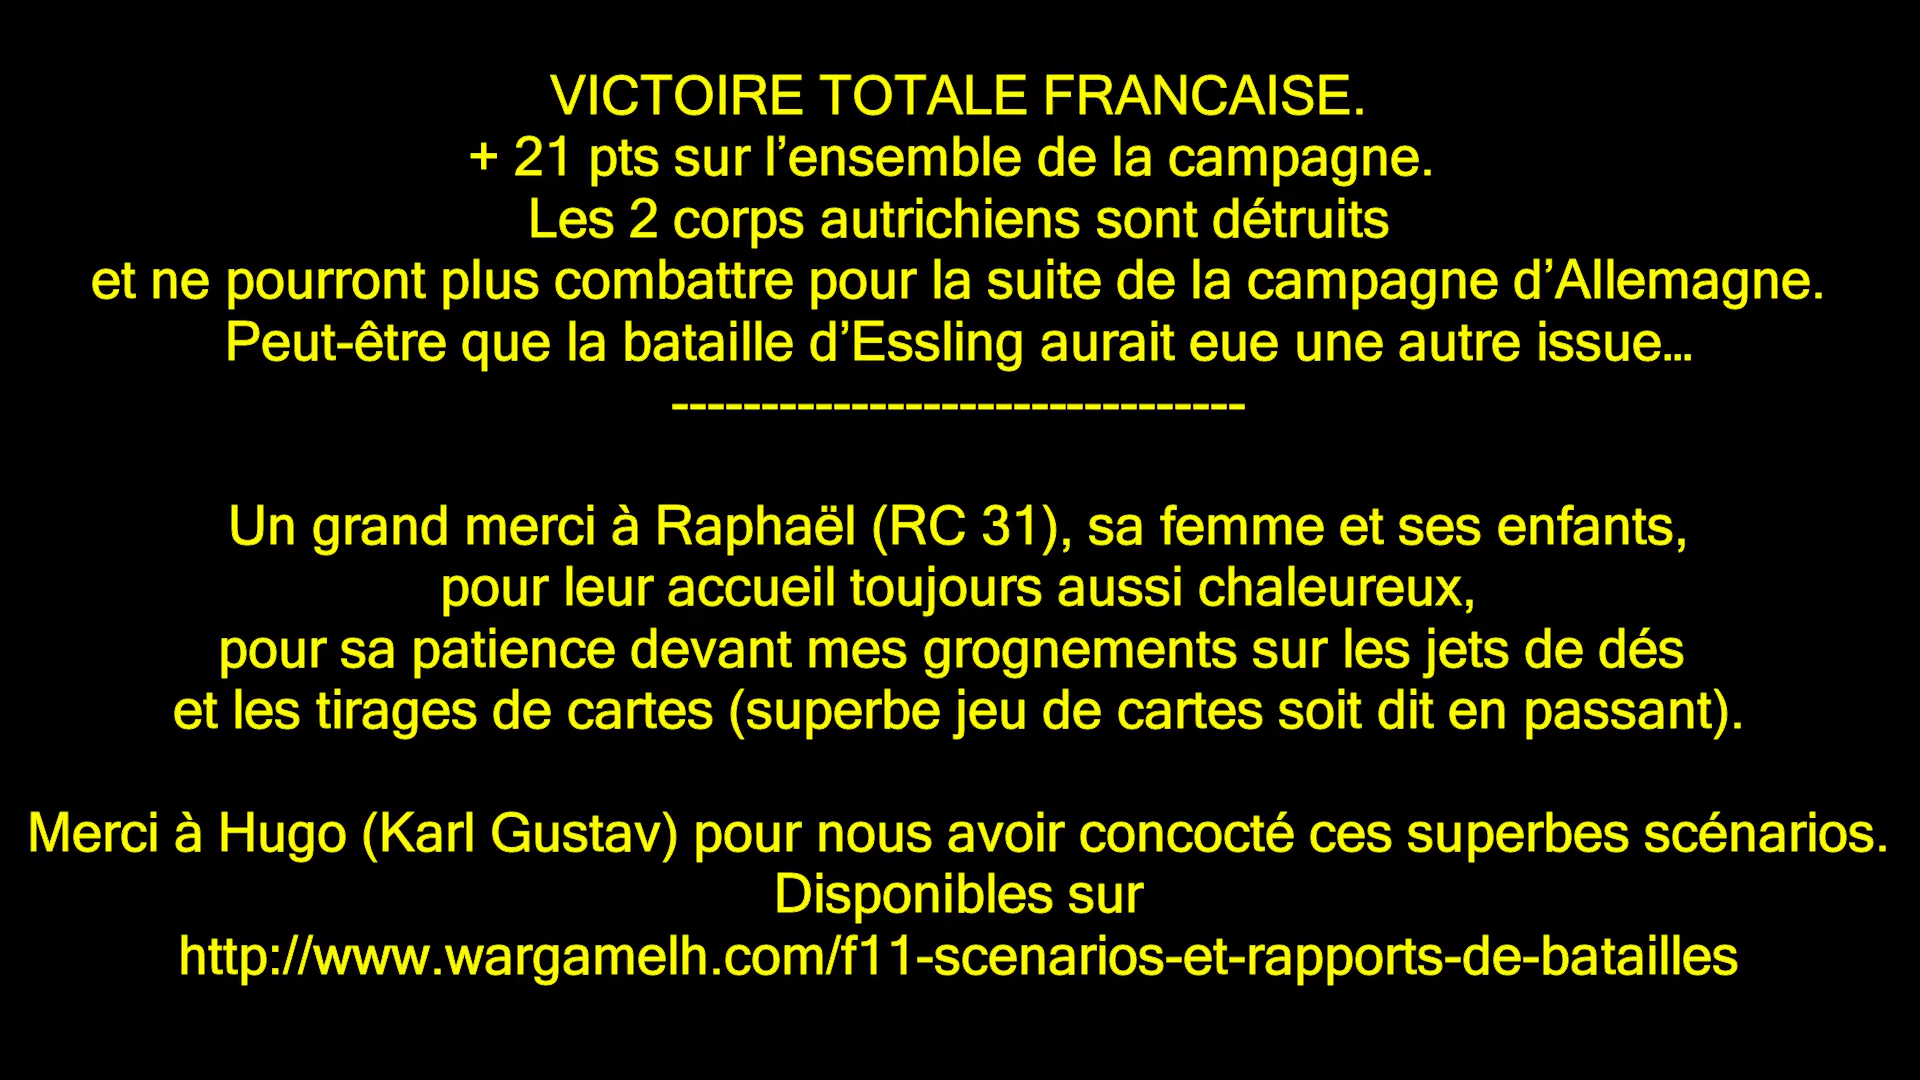 VICTOIRE TOTALE FRANCAISE.
+ 21 pts sur l’ensemble de la campagne.
Les 2 corps autrichiens sont détruits
et ne pourront plus combattre pour la suite de la campagne d’Allemagne.
Peut-être que la bataille d’Essling aurait eue une autre issue...
--------------------------------
Un grand merci à Raphaël (RC 31), sa femme et ses enfants,
pour leur accueil toujours aussi chaleureux,
pour sa patience devant mes grognements sur les jets de dés
et les tirages de cartes (superbe jeu de cartes soit dit en passant).
Merci à Hugo (Karl Gustav) pour nous avoir concocté ces superbes scénarios.
Disponibles sur
http://www.wargamelh.com/f11-scenarios-et-rapports-de-batailles